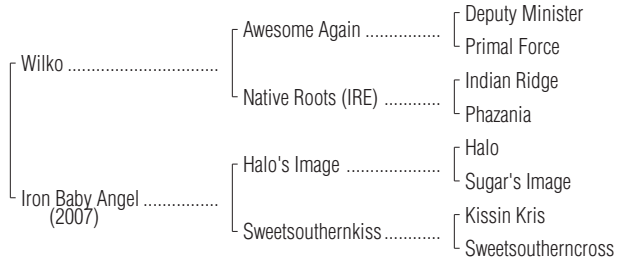 Deputy Minister
Awesome Again ..................
Primal Force
Wilko ................................
Indian Ridge
Native Roots (IRE) ............
Phazania
Halo
Halo's Image ....................
Sugar's Image
Iron Baby Angel ................
(2007)
Kissin Kris
Sweetsouthernkiss............
Sweetsoutherncross